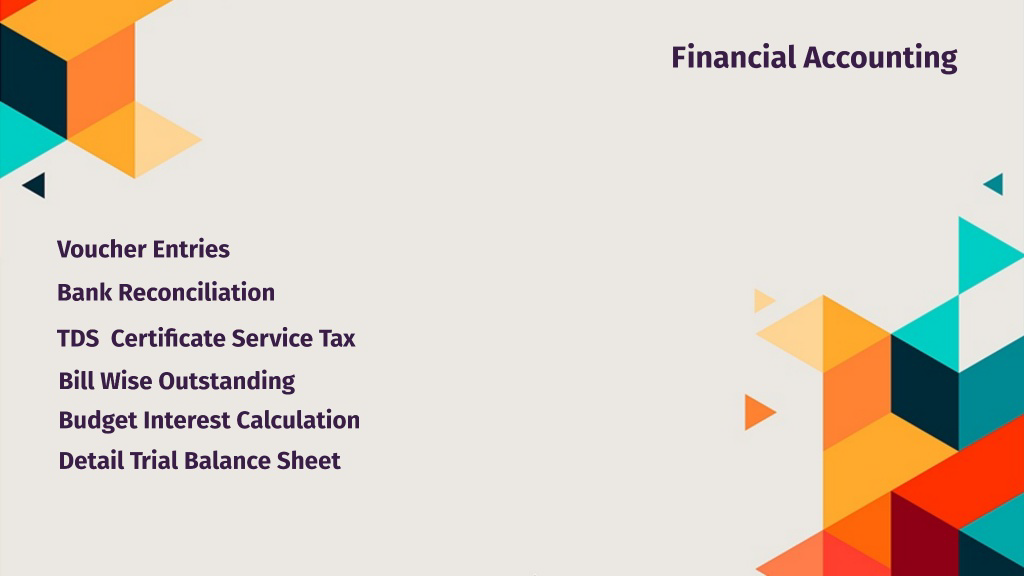 Financial Accounting
Voucher Entries
Bank Reconciliation
TDS  Certificate Service Tax
Bill Wise Outstanding
Budget Interest Calculation
Detail Trial Balance Sheet